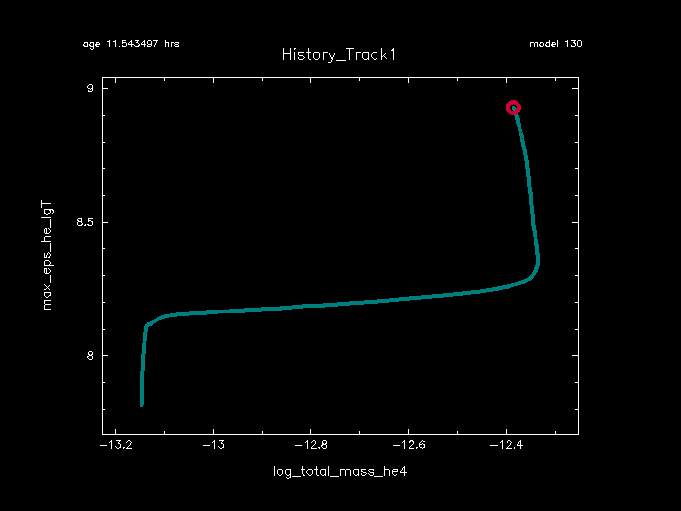 age 11.543497 hrs
model 130
History_Track1
9
8.5
8
max_eps_he_lgT
-13.2
-13
-12.8
-12.6
-12.4
log_total_mass_he4